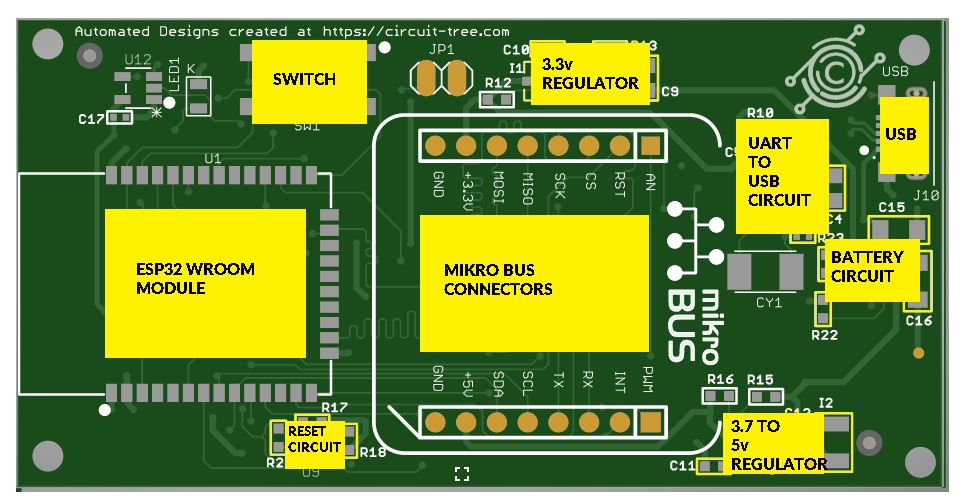 Automated Designs created at https://circuit-tree.com
U12
LED1
K
C17
SWITCH
SW1
JP1
R12
C10
I1
3.3v
REGULATOR
R13
C9
R10
UART
TO
USB
CIRCUIT
C4
USB
USB
J10
C15
U1
ESP32 WROOM
MODULE
GND
+3.3V
MOSI
MISO
SCK
CS
RST
AN
MIKRO BUS
CONNECTORS
mikro
BUS
R23
BATTERY
CIRCUIT
CY1
R22
C16
GND
+5V
SDA
SCL
TX
RX
INT
PWM
R17
RESET
CIRCUIT
R18
U9
R16
R15
I2
3.7 TO
5v
REGULATOR
C11